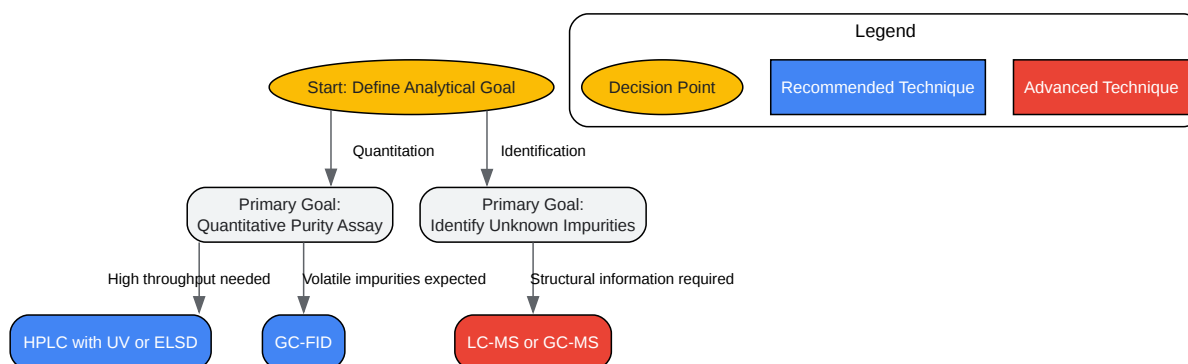 Legend
Start: Define Analytical Goal
Decision Point
Recommended Technique
Advanced Technique
Quantitation
Identification
Primary Goal:
Quantitative Purity Assay
Primary Goal:
Identify Unknown Impurities
High throughput needed
Volatile impurities expected
Structural information required
HPLC with UV or ELSD
GC-FID
LC-MS or GC-MS